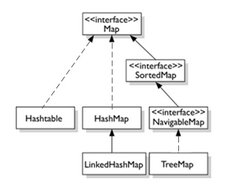 <<interface>>
Map
<<interface>>
SortedMap
Hashtable
HashMap
<<interface>>
NavigableMap
LinkedHashMap
TreeMap